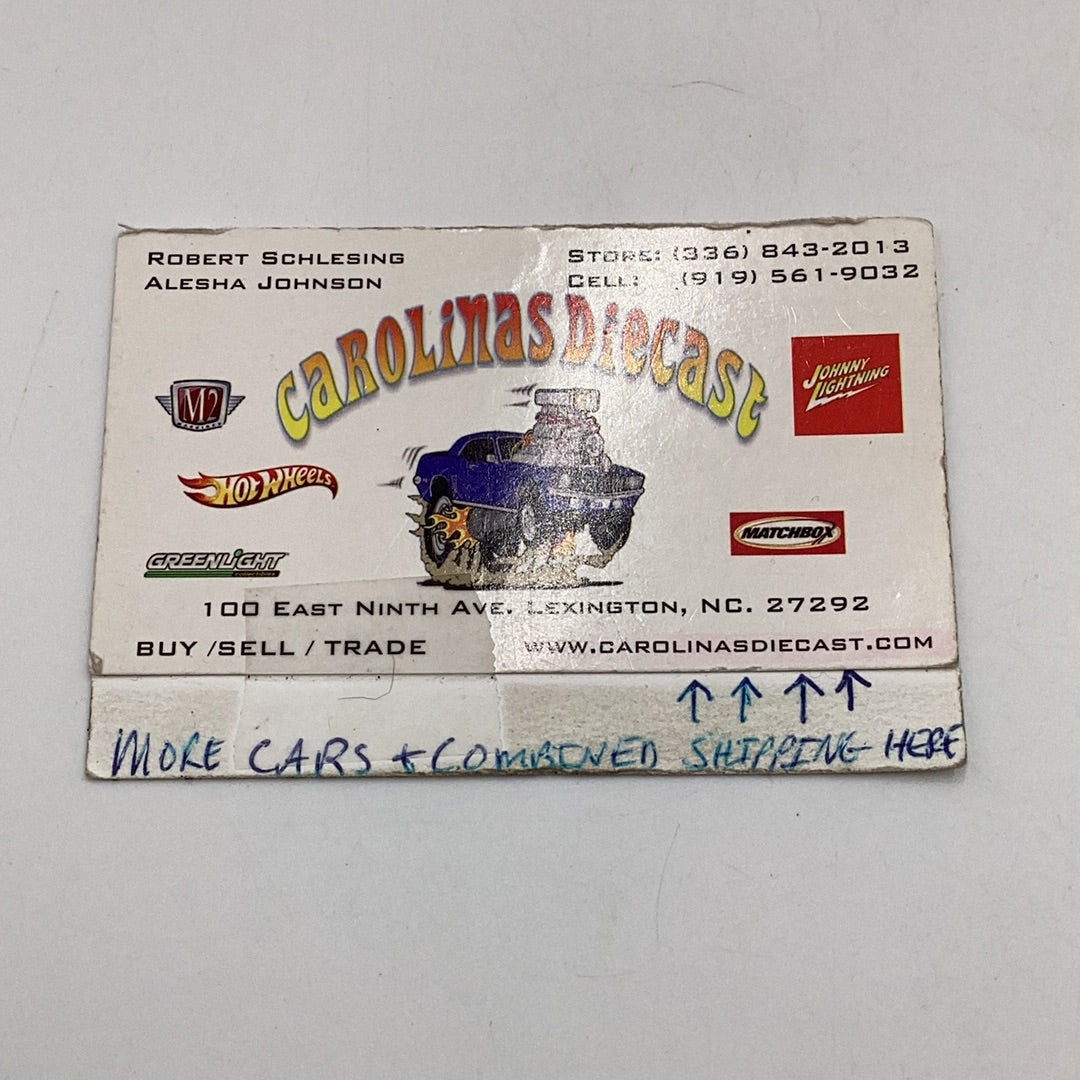 ROBERT SCHLESING
ALESHA JOHNSON
STORE: (336) 843-2013
CELL: (919) 561-9032
CAROLINAS DIECAST
M2
MACHINES
JOHNNY LIGHTNING
HOT WHEELS
MATCHBOX
GREENLIGHT
collectibles
100 EAST NINTH AVE. LEXINGTON, NC. 27292
BUY /SELL / TRADE
WWW.CAROLINASDIECAST.COM
MORE CARS + COMBINED SHIPPING HERE